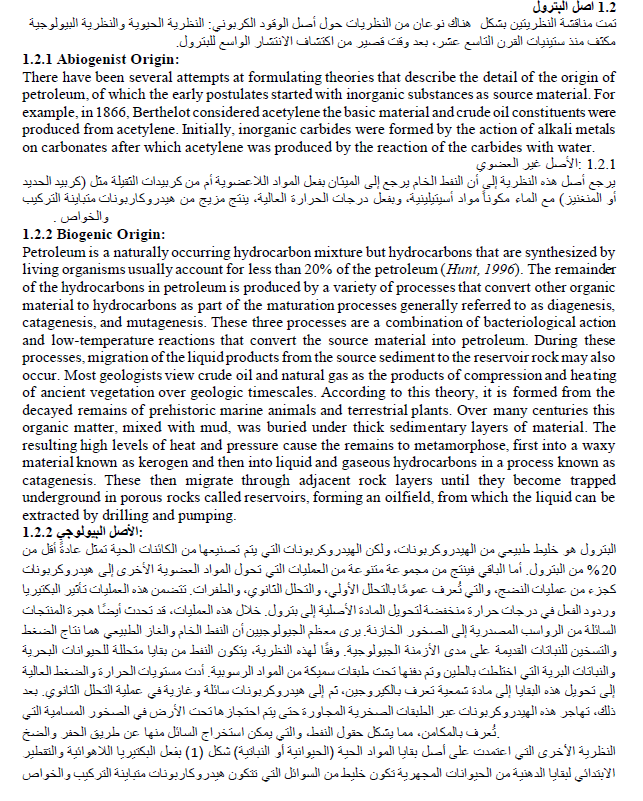 1.2 اصل البترول
تمت مناقشة النظريتين بشكل هناك نوعان من النظريات حول أصل الوقود الكربوني: النظرية الحيوية والنظرية البيولوجية
مكثف منذ ستينيات القرن التاسع عشر، بعد وقت قصير من اكتشاف الانتشار الواسع للبترول.
1.2.1 Abiogenist Origin:
There have been several attempts at formulating theories that describe the detail of the origin of
petroleum, of which the early postulates started with inorganic substances as source material. For
example, in 1866, Berthelot considered acetylene the basic material and crude oil constituents were
produced from acetylene. Initially, inorganic carbides were formed by the action of alkali metals
on carbonates after which acetylene was produced by the reaction of the carbides with water.
1.2.1 :الأصل غير العضوي
يرجع أصل هذه النظرية إلى أن النفط الخام يرجع إلى الميثان بفعل المواد اللاعضوية أم من كربيدات الثقيلة مثل (كربيد الحديد
أو المنغنيز) مع الماء مكوناً مواد أسيتيلينية، وبفعل درجات الحرارة العالية، ينتج مزيج من هيدروكاربونات متباينة التركيب
والخواص .
1.2.2 Biogenic Origin:
Petroleum is a naturally occurring hydrocarbon mixture but hydrocarbons that are synthesized by
living organisms usually account for less than 20% of the petroleum (Hunt, 1996). The remainder
of the hydrocarbons in petroleum is produced by a variety of processes that convert other organic
material to hydrocarbons as part of the maturation processes generally referred to as diagenesis,
catagenesis, and mutagenesis. These three processes are a combination of bacteriological action
and low-temperature reactions that convert the source material into petroleum. During these
processes, migration of the liquid products from the source sediment to the reservoir rock may also
occur. Most geologists view crude oil and natural gas as the products of compression and heating
of ancient vegetation over geologic timescales. According to this theory, it is formed from the
decayed remains of prehistoric marine animals and terrestrial plants. Over many centuries this
organic matter, mixed with mud, was buried under thick sedimentary layers of material. The
resulting high levels of heat and pressure cause the remains to metamorphose, first into a waxy
material known as kerogen and then into liquid and gaseous hydrocarbons in a process known as
catagenesis. These then migrate through adjacent rock layers until they become trapped
underground in porous rocks called reservoirs, forming an oilfield, from which the liquid can be
extracted by drilling and pumping.
1.2.2 الأصل البيولوجي:
البترول هو خليط طبيعي من الهيدروكربونات، ولكن الهيدروكربونات التي يتم تصنيعها من الكائنات الحية تمثل عادةً أقل من
20% من البترول. أما الباقي فينتج من مجموعة متنوعة من العمليات التي تحول المواد العضوية الأخرى إلى هيدروكربونات
كجزء من عمليات النضج، والتي تُعرف عمومًا بالتحلل الأولي، والتحلل الثانوي، والطفرات. تتضمن هذه العمليات تأثير البكتيريا
وردود الفعل في درجات حرارة منخفضة لتحويل المادة الأصلية إلى بترول. خلال هذه العمليات، قد تحدث أيضًا هجرة المنتجات
السائلة من الرواسب المصدرية إلى الصخور الخازنة. يرى معظم الجيولوجيين أن النفط الخام والغاز الطبيعي هما نتاج الضغط
والتسخين للنباتات القديمة على مدى الأزمنة الجيولوجية. وفقًا لهذه النظرية، يتكون النفط من بقايا متحللة للحيوانات البحرية
والنباتات البرية التي اختلطت بالطين وتم دفنها تحت طبقات سميكة من المواد الرسوبية. أدت مستويات الحرارة والضغط العالية
إلى تحويل هذه البقايا إلى مادة شمعية تعرف بالكيروجين، ثم إلى هيدروكربونات سائلة وغازية في عملية التحلل الثانوي. بعد
ذلك، تهاجر هذه الهيدروكربونات عبر الطبقات الصخرية المجاورة حتى يتم احتجازها تحت الأرض في الصخور المسامية التي
تُعرف بالمكامن، مما يشكل حقول النفط، والتي يمكن استخراج السائل منها عن طريق الحفر والضخ.
النظرية الأخرى التي اعتمدت على أصل بقايا المواد الحية (الحيوانية أو النباتية) شكل (1) بفعل البكتيريا اللاهوائية والتقطير
الابتدائي لبقايا الدهنية من الحيوانات المجهرية تكون خليط من السوائل التي تتكون هيدروكاربونات متباينة التركيب والخواص